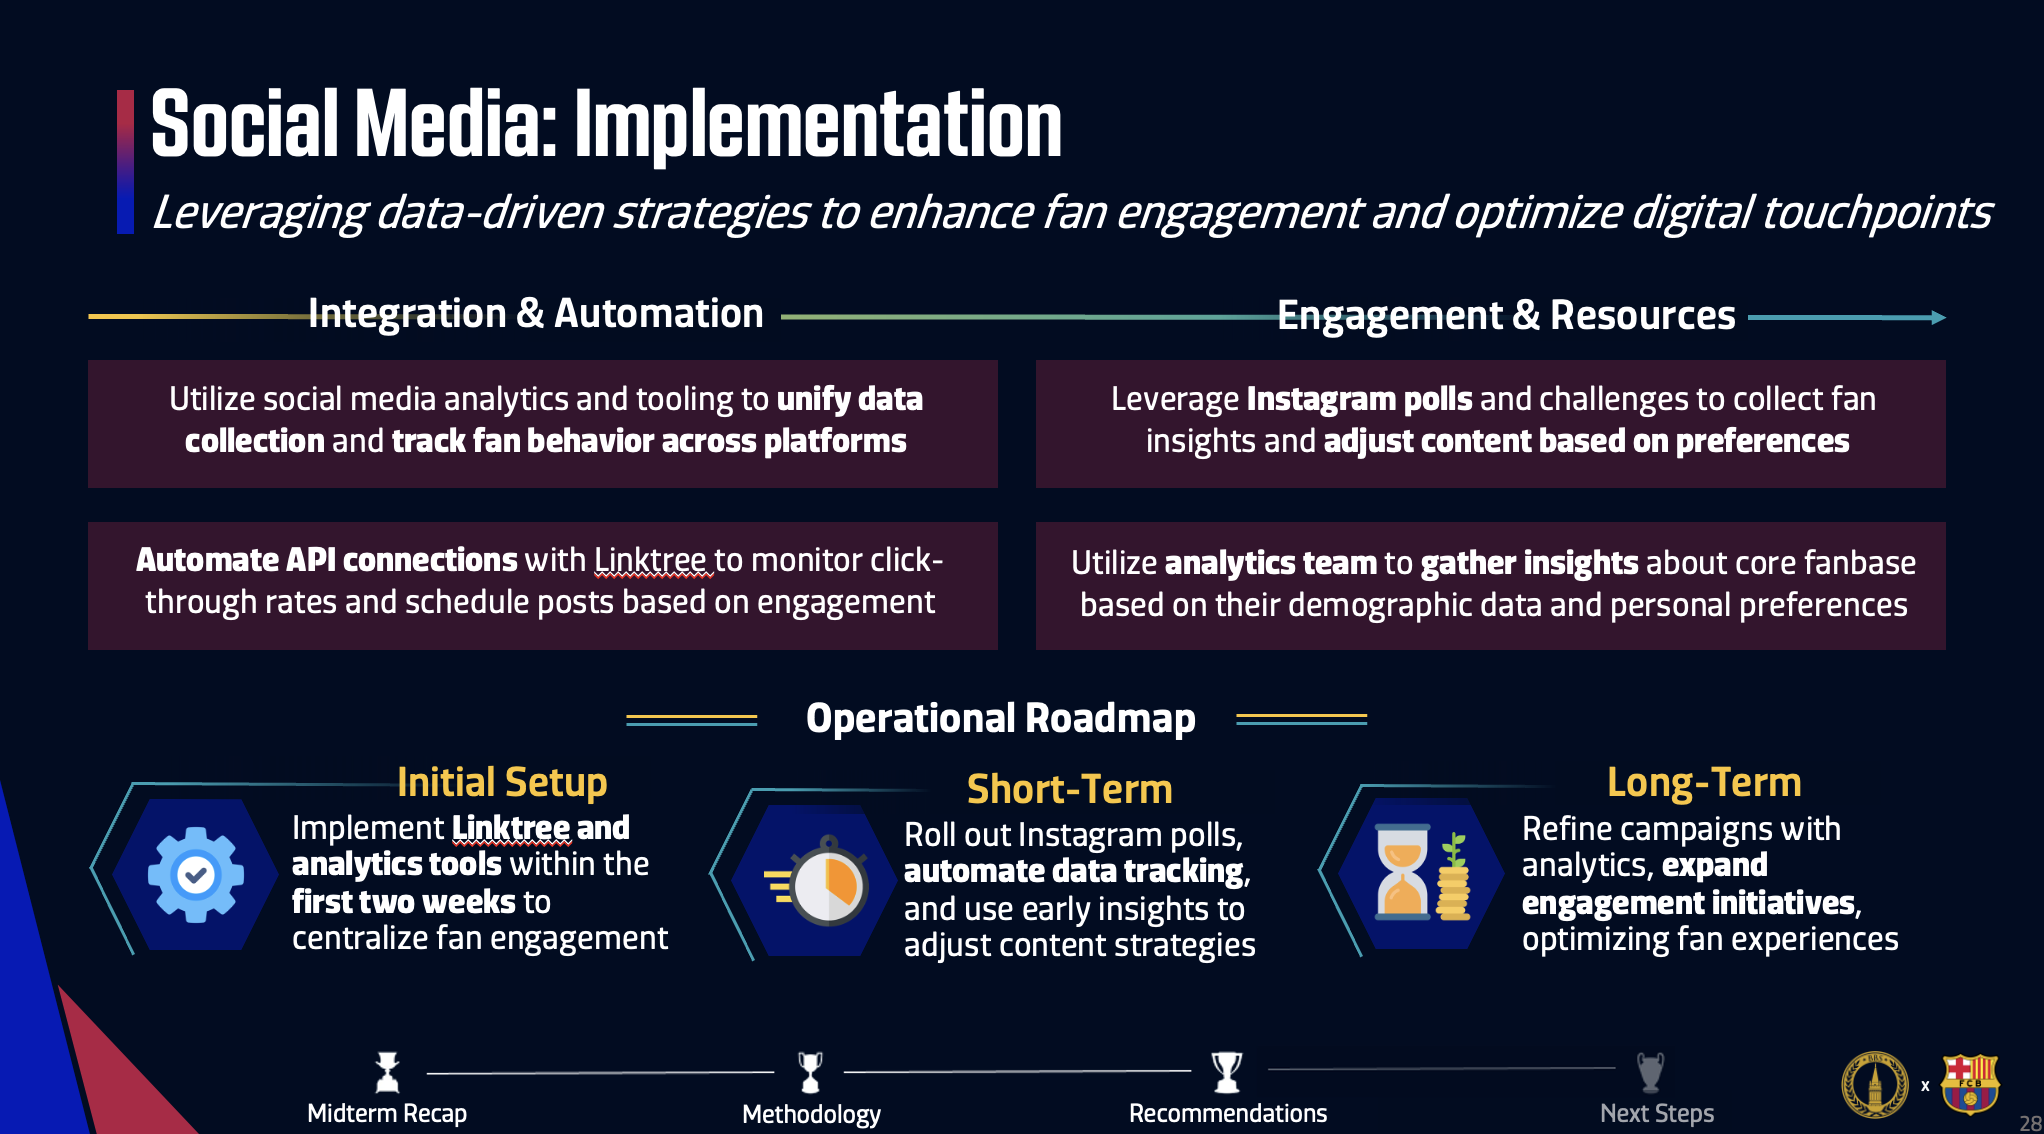 Social Media: Implementation
Leveraging data-driven strategies to enhance fan engagement and optimize digital touchpoints
Integration & Automation
Engagement & Resources
Utilize social media analytics and tooling to unify data
collection and track fan behavior across platforms
Leverage Instagram polls and challenges to collect fan
insights and adjust content based on preferences
Automate API connections with Linktree to monitor click-
through rates and schedule posts based on engagement
Utilize analytics team to gather insights about core fanbase
based on their demographic data and personal preferences
Operational Roadmap
Initial Setup
Implement Linktree and
analytics tools within the
first two weeks to
centralize fan engagement
Short-Term
Roll out Instagram polls,
automate data tracking,
and use early insights to
adjust content strategies
Long-Term
Refine campaigns with
analytics, expand
engagement initiatives,
optimizing fan experiences
Midterm Recap
Methodology
Recommendations
Next Steps
BBS
x
FCB
28